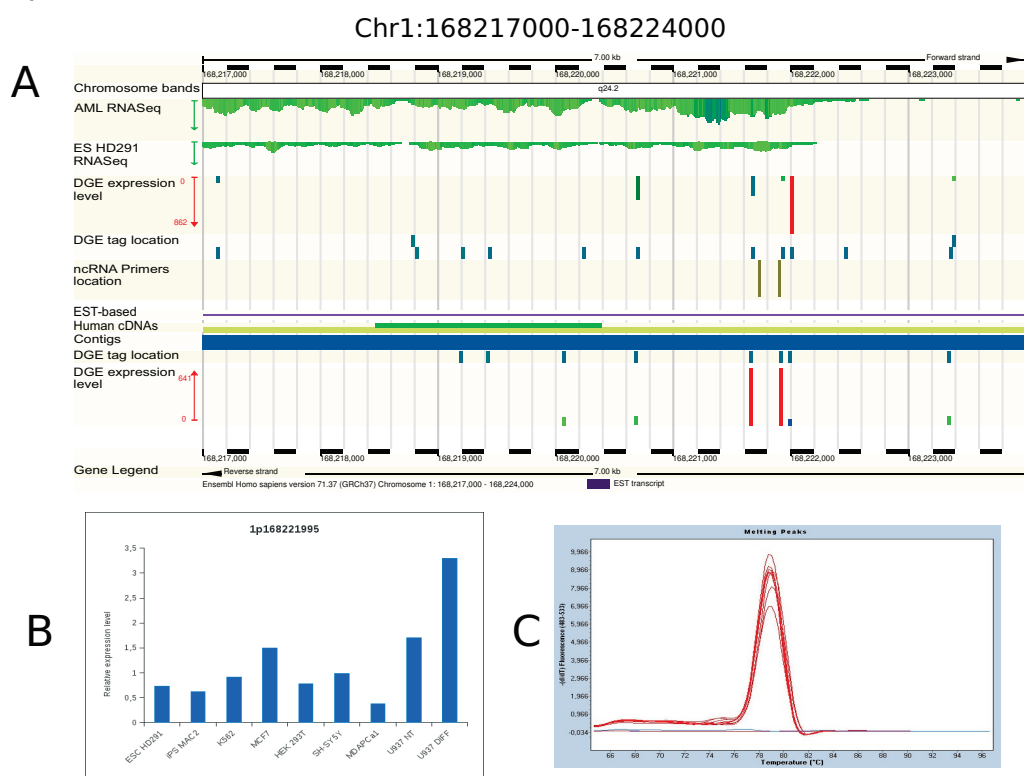 Chr1:168217000-168224000
A
7.00 kb Forward strand
168,217,000 168,218,000 168,219,000 168,220,000 168,221,000 168,222,000 168,223,000
Chromosome bands q24.2
AML RNASeq
ES HD291
RNASeq
DGE expression 0
level
862
DGE tag location
ncRNA Primers
location
EST-based
Human cDNAs
Contigs
DGE tag location
DGE expression
level 641
0
168,217,000 168,218,000 168,219,000 168,220,000 168,221,000 168,222,000 168,223,000
Gene Legend Reverse strand 7.00 kb
Ensembl Homo sapiens version 71.37 (GRCh37) Chromosome 1: 168,217,000 - 168,224,000 EST transcript
B
1p168221995
Relative expression level
3,5
3
2,5
2
1,5
1
0,5
0
ESC HD291 IPS MAC2 K562 MCF7 HEK 293T SH-SY5Y MDAPCa1 U937 NT U937 DIFF
C
Melting Peaks
-(d/dT) Fluorescence (483-533)
9,966
8,966
7,966
6,966
5,966
4,966
3,966
2,966
1,966
0,966
-0,034
66 68 70 72 74 76 78 80 82 84 86 88 90 92 94 96
Temperature (°C)